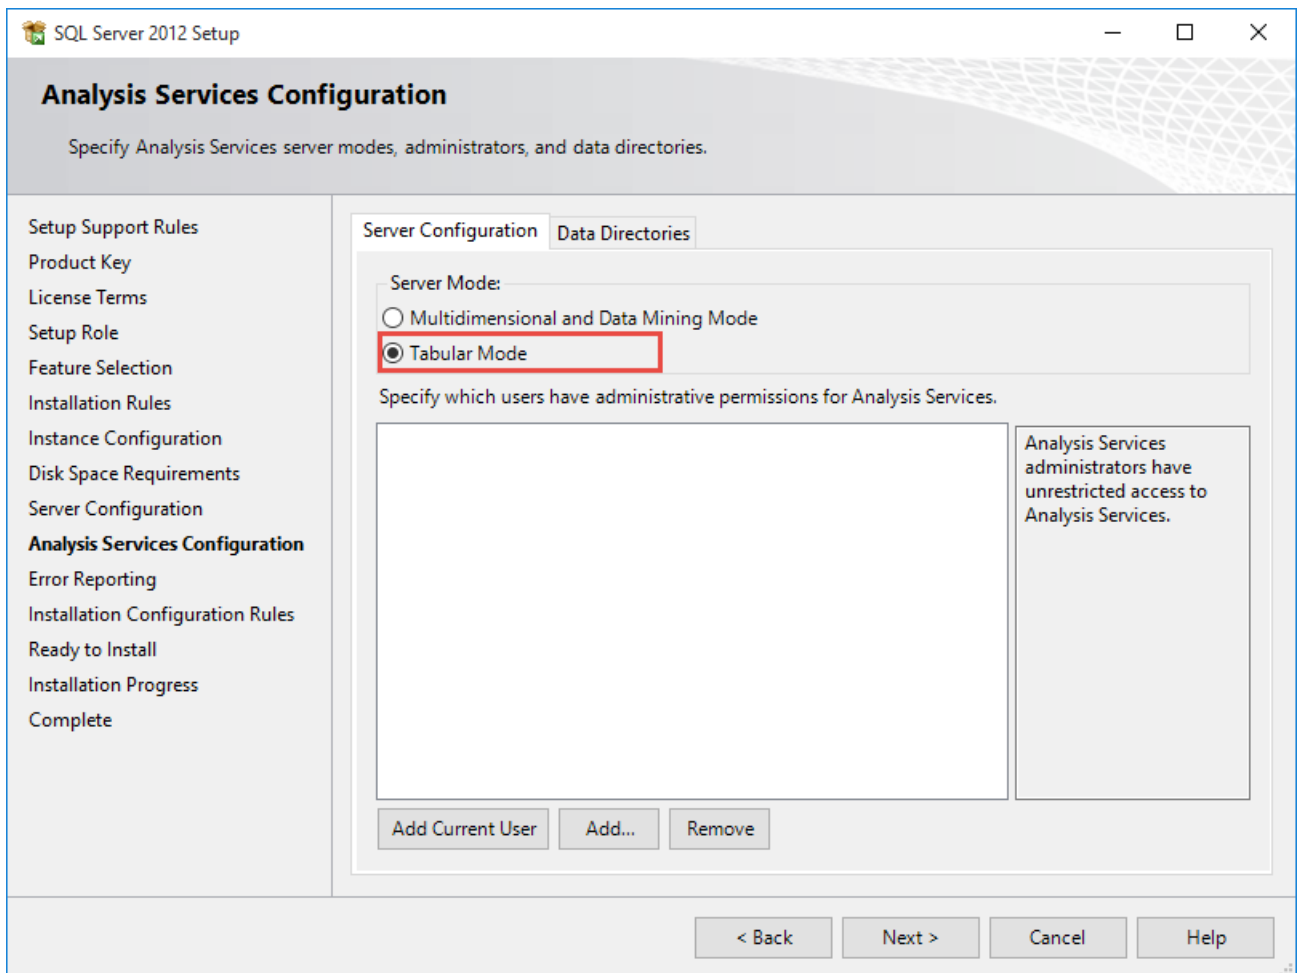 SQL Server 2012 Setup
Analysis Services Configuration
Specify Analysis Services server modes, administrators, and data directories.
Setup Support Rules
Product Key
License Terms
Setup Role
Feature Selection
Installation Rules
Instance Configuration
Disk Space Requirements
Server Configuration
Analysis Services Configuration
Error Reporting
Installation Configuration Rules
Ready to Install
Installation Progress
Complete
Server Configuration
Data Directories
Server Mode:
Multidimensional and Data Mining Mode
Tabular Mode
Specify which users have administrative permissions for Analysis Services.
Analysis Services
administrators have
unrestricted access to
Analysis Services.
Add Current User
Add...
Remove
< Back
Next >
Cancel
Help